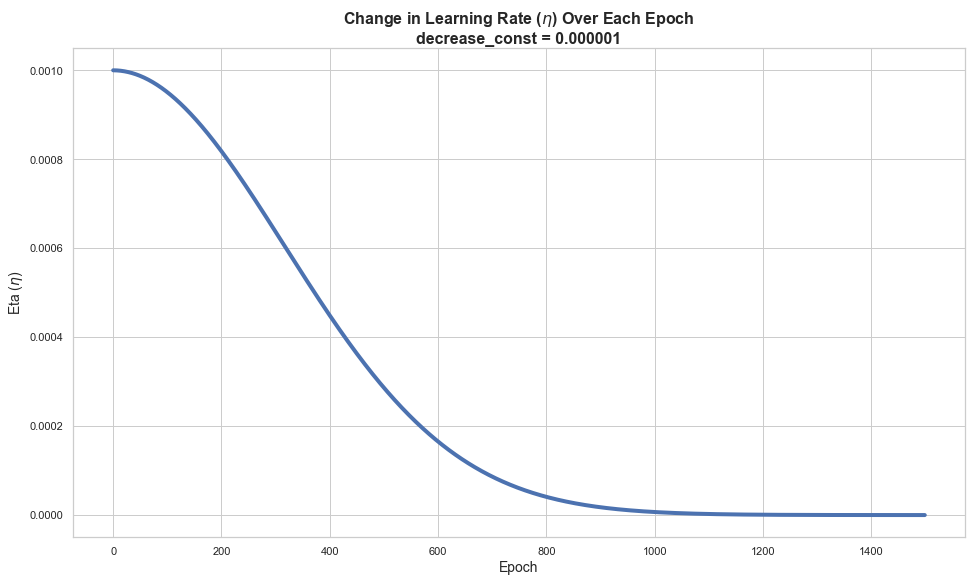 Change in Learning Rate (η) Over Each Epoch
decrease_const = 0.000001
0.0010
0.0008
0.0006
0.0004
0.0002
0.0000
Eta (η)
0 200 400 600 800 1000 1200 1400
Epoch